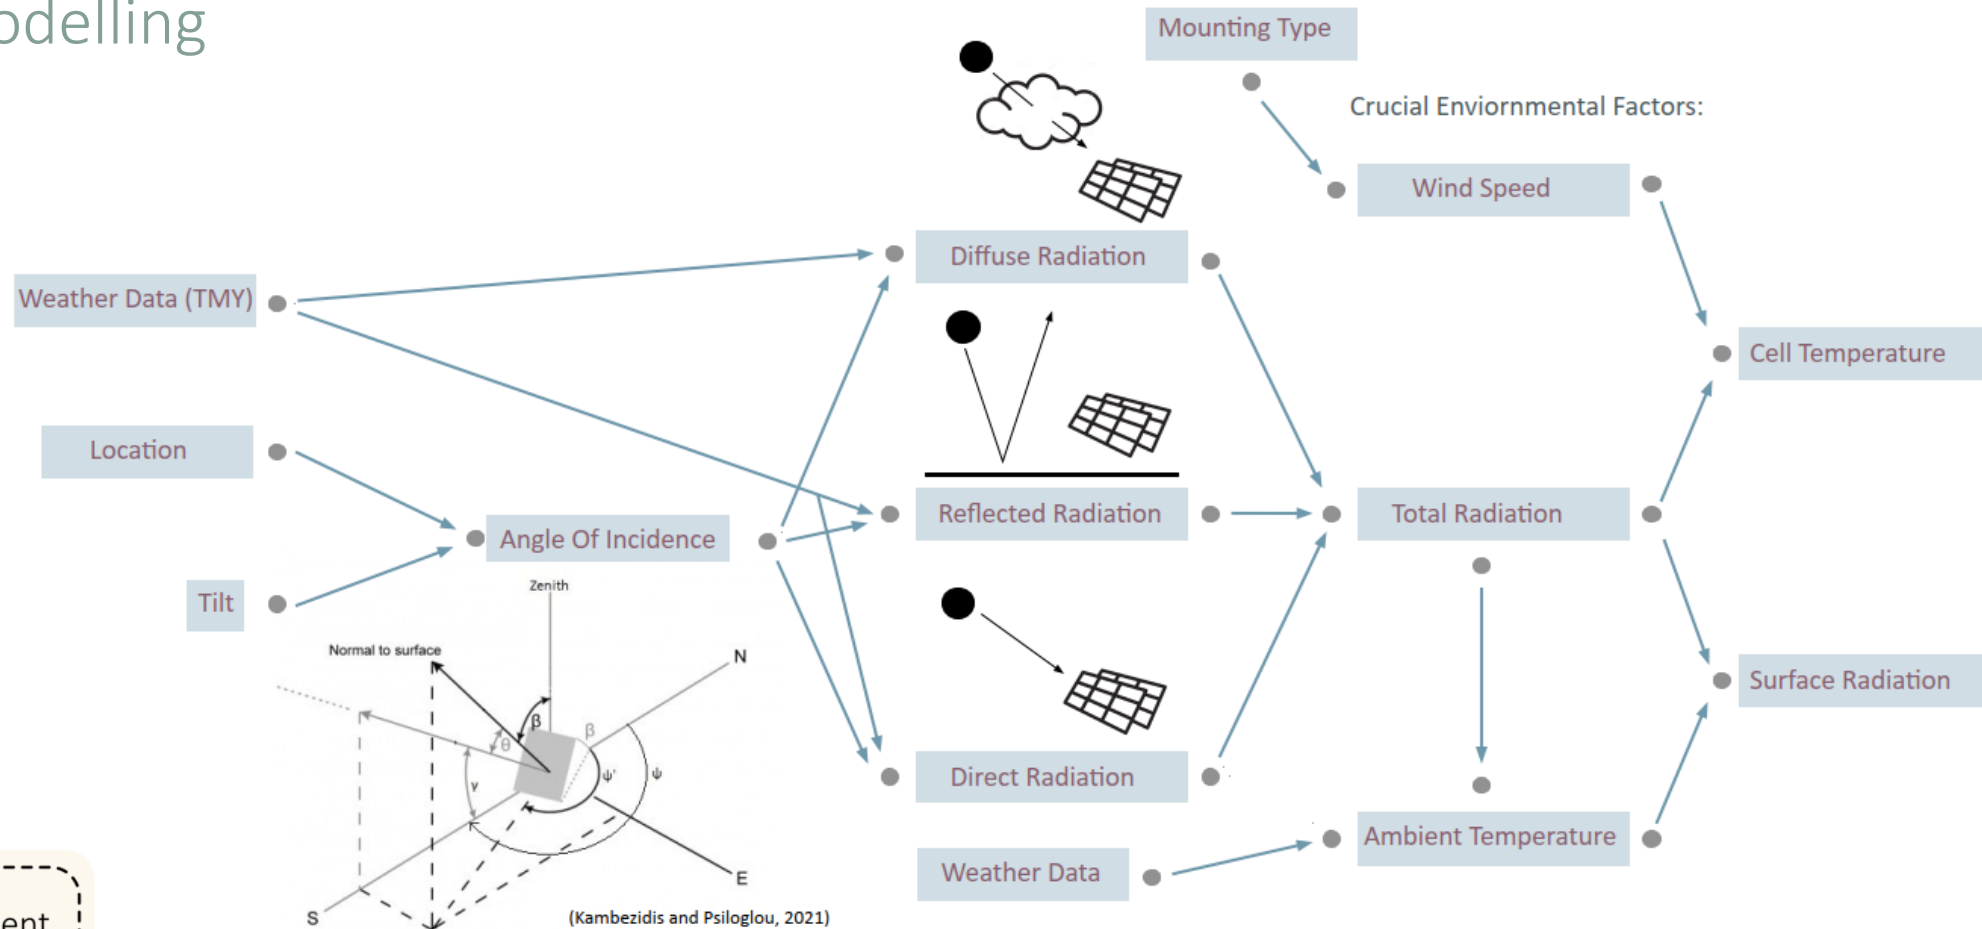 odelling
Mounting Type
Crucial Enviornmental Factors:
Wind Speed
Diffuse Radiation
Weather Data (TMY)
Cell Temperature
Location
Reflected Radiation
Total Radiation
Angle Of Incidence
Tilt
Zenith
Normal to surface
N
β
β
θ
γ
ψ'
ψ
E
S
(Kambezidis and Psiloglou, 2021)
Surface Radiation
Direct Radiation
Ambient Temperature
Weather Data
ent